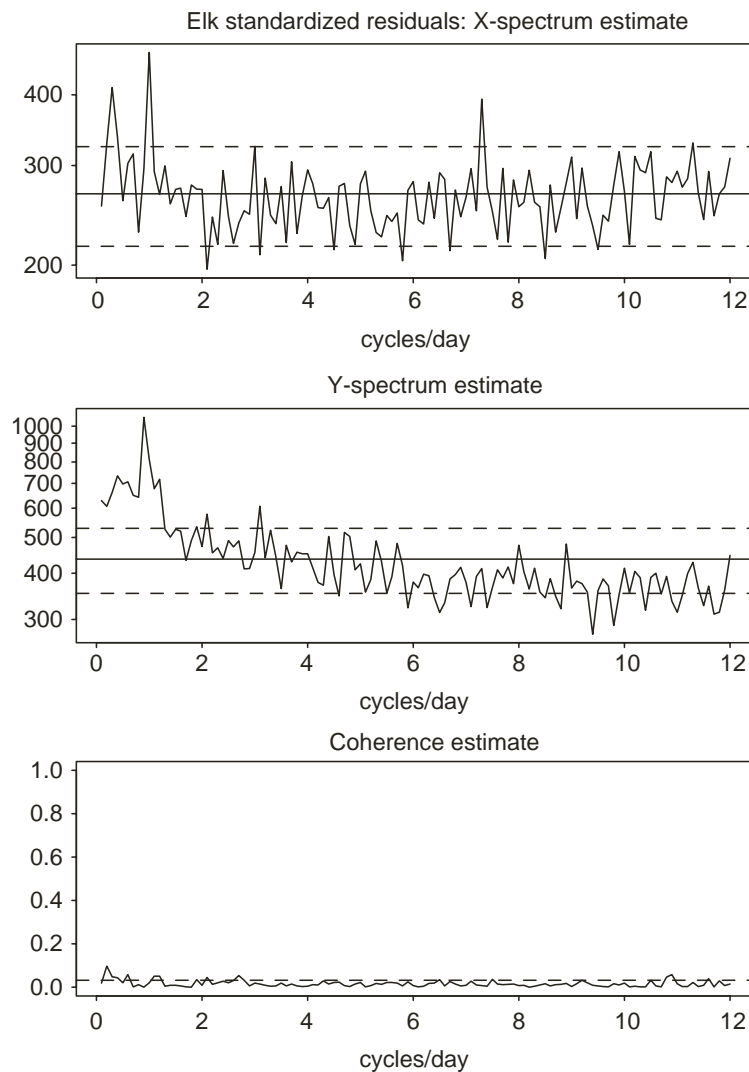 Elk standardized residuals: X-spectrum estimate
400
300
200
0 2 4 6 8 10 12
cycles/day
Y-spectrum estimate
1000
900
800
700
600
500
400
300
0 2 4 6 8 10 12
cycles/day
Coherence estimate
1.0
0.8
0.6
0.4
0.2
0.0
0 2 4 6 8 10 12
cycles/day